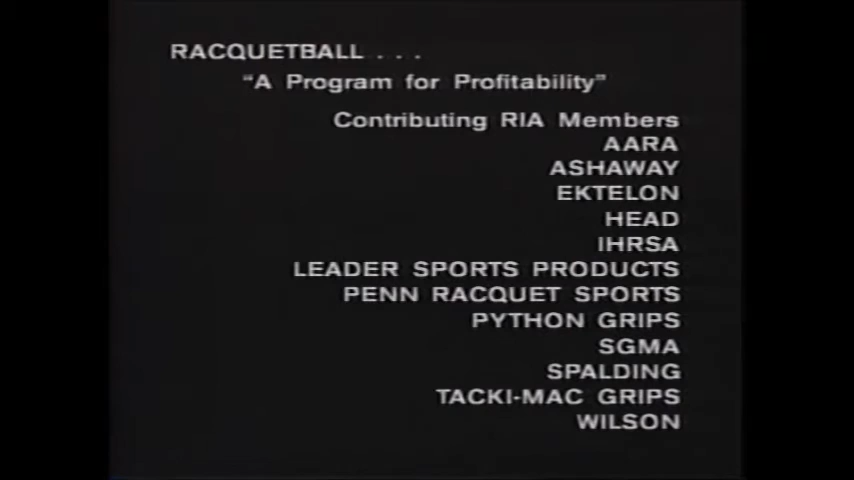 RACQUETBALL . . .
"A Program for Profitability"
Contributing RIA Members
AARA
ASHAWAY
EKTELON
HEAD
IHRSA
LEADER SPORTS PRODUCTS
PENN RACQUET SPORTS
PYTHON GRIPS
SGMA
SPALDING
TACKI-MAC GRIPS
WILSON